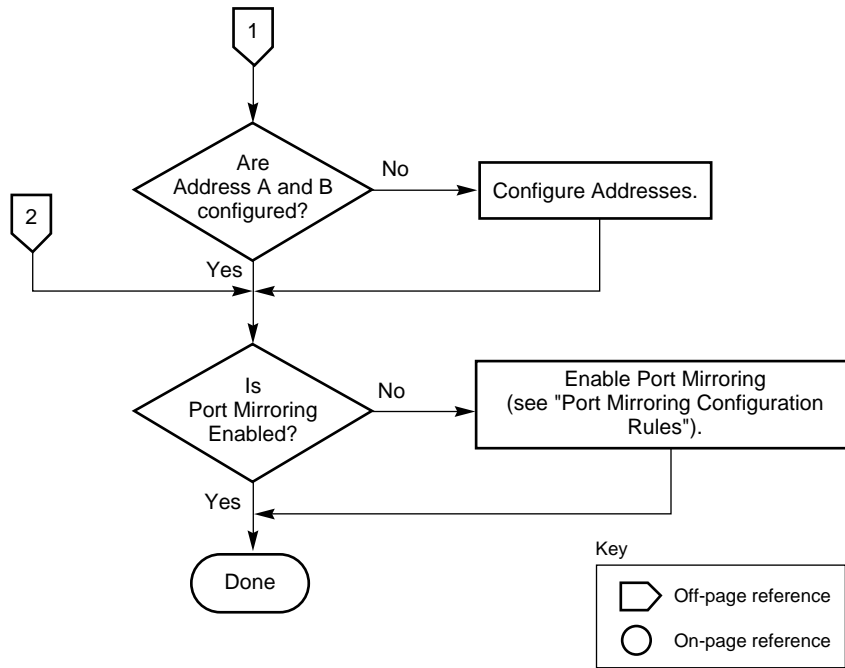 1
Are
Address A and B
configured?
No
Configure Addresses.
2
Yes
Is
Port Mirroring
Enabled?
No
Enable Port Mirroring
(see "Port Mirroring Configuration
Rules").
Yes
Done
Key
Off-page reference
On-page reference